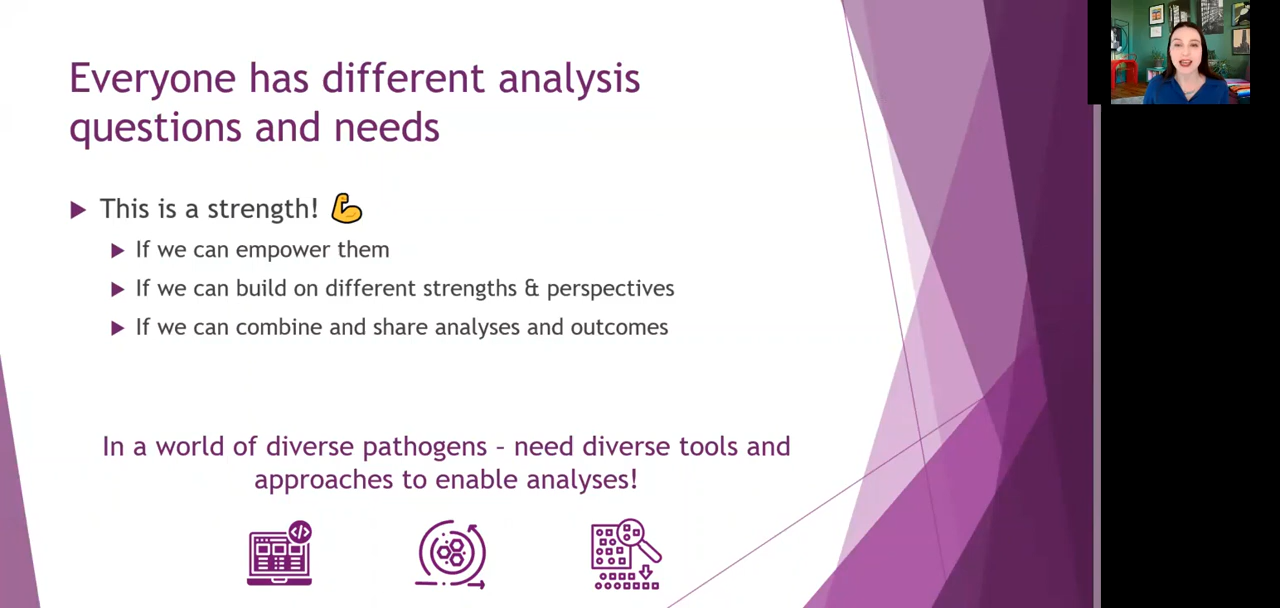 Everyone has different analysis
questions and needs
This is a strength! 💪
If we can empower them
If we can build on different strengths & perspectives
If we can combine and share analyses and outcomes
In a world of diverse pathogens – need diverse tools and
approaches to enable analyses!